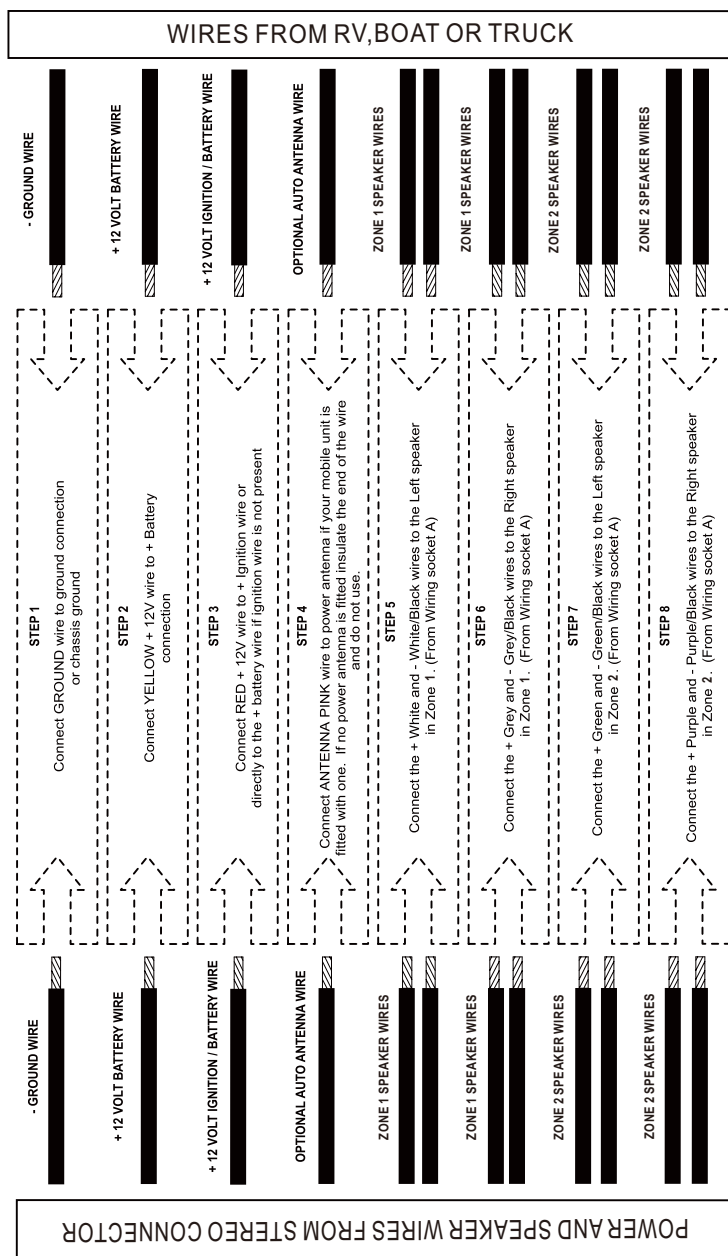 WIRES FROM RV,BOAT OR TRUCK
- GROUND WIRE
+ 12 VOLT BATTERY WIRE
+ 12 VOLT IGNITION / BATTERY WIRE
OPTIONAL AUTO ANTENNA WIRE
ZONE 1 SPEAKER WIRES
ZONE 1 SPEAKER WIRES
ZONE 2 SPEAKER WIRES
ZONE 2 SPEAKER WIRES
STEP 1
Connect GROUND wire to ground connection
or chassis ground
STEP 2
Connect YELLOW + 12V wire to + Battery
connection
STEP 3
Connect RED + 12V wire to + Ignition wire or
directly to the + battery wire if ignition wire is not present
STEP 4
Connect ANTENNA PINK wire to power antenna if your mobile unit is
fitted with one. If no power antenna is fitted insulate the end of the wire
and do not use.
STEP 5
Connect the + White and - White/Black wires to the Left speaker
in Zone 1. (From Wiring socket A)
STEP 6
Connect the + Grey and - Grey/Black wires to the Right speaker
in Zone 1. (From Wiring socket A)
STEP 7
Connect the + Green and - Green/Black wires to the Left speaker
in Zone 2. (From Wiring socket A)
STEP 8
Connect the + Purple and - Purple/Black wires to the Right speaker
in Zone 2. (From Wiring socket A)
- GROUND WIRE
+ 12 VOLT BATTERY WIRE
+ 12 VOLT IGNITION / BATTERY WIRE
OPTIONAL AUTO ANTENNA WIRE
ZONE 1 SPEAKER WIRES
ZONE 1 SPEAKER WIRES
ZONE 2 SPEAKER WIRES
ZONE 2 SPEAKER WIRES
POWER AND SPEAKER WIRES FROM STEREO CONNECTOR